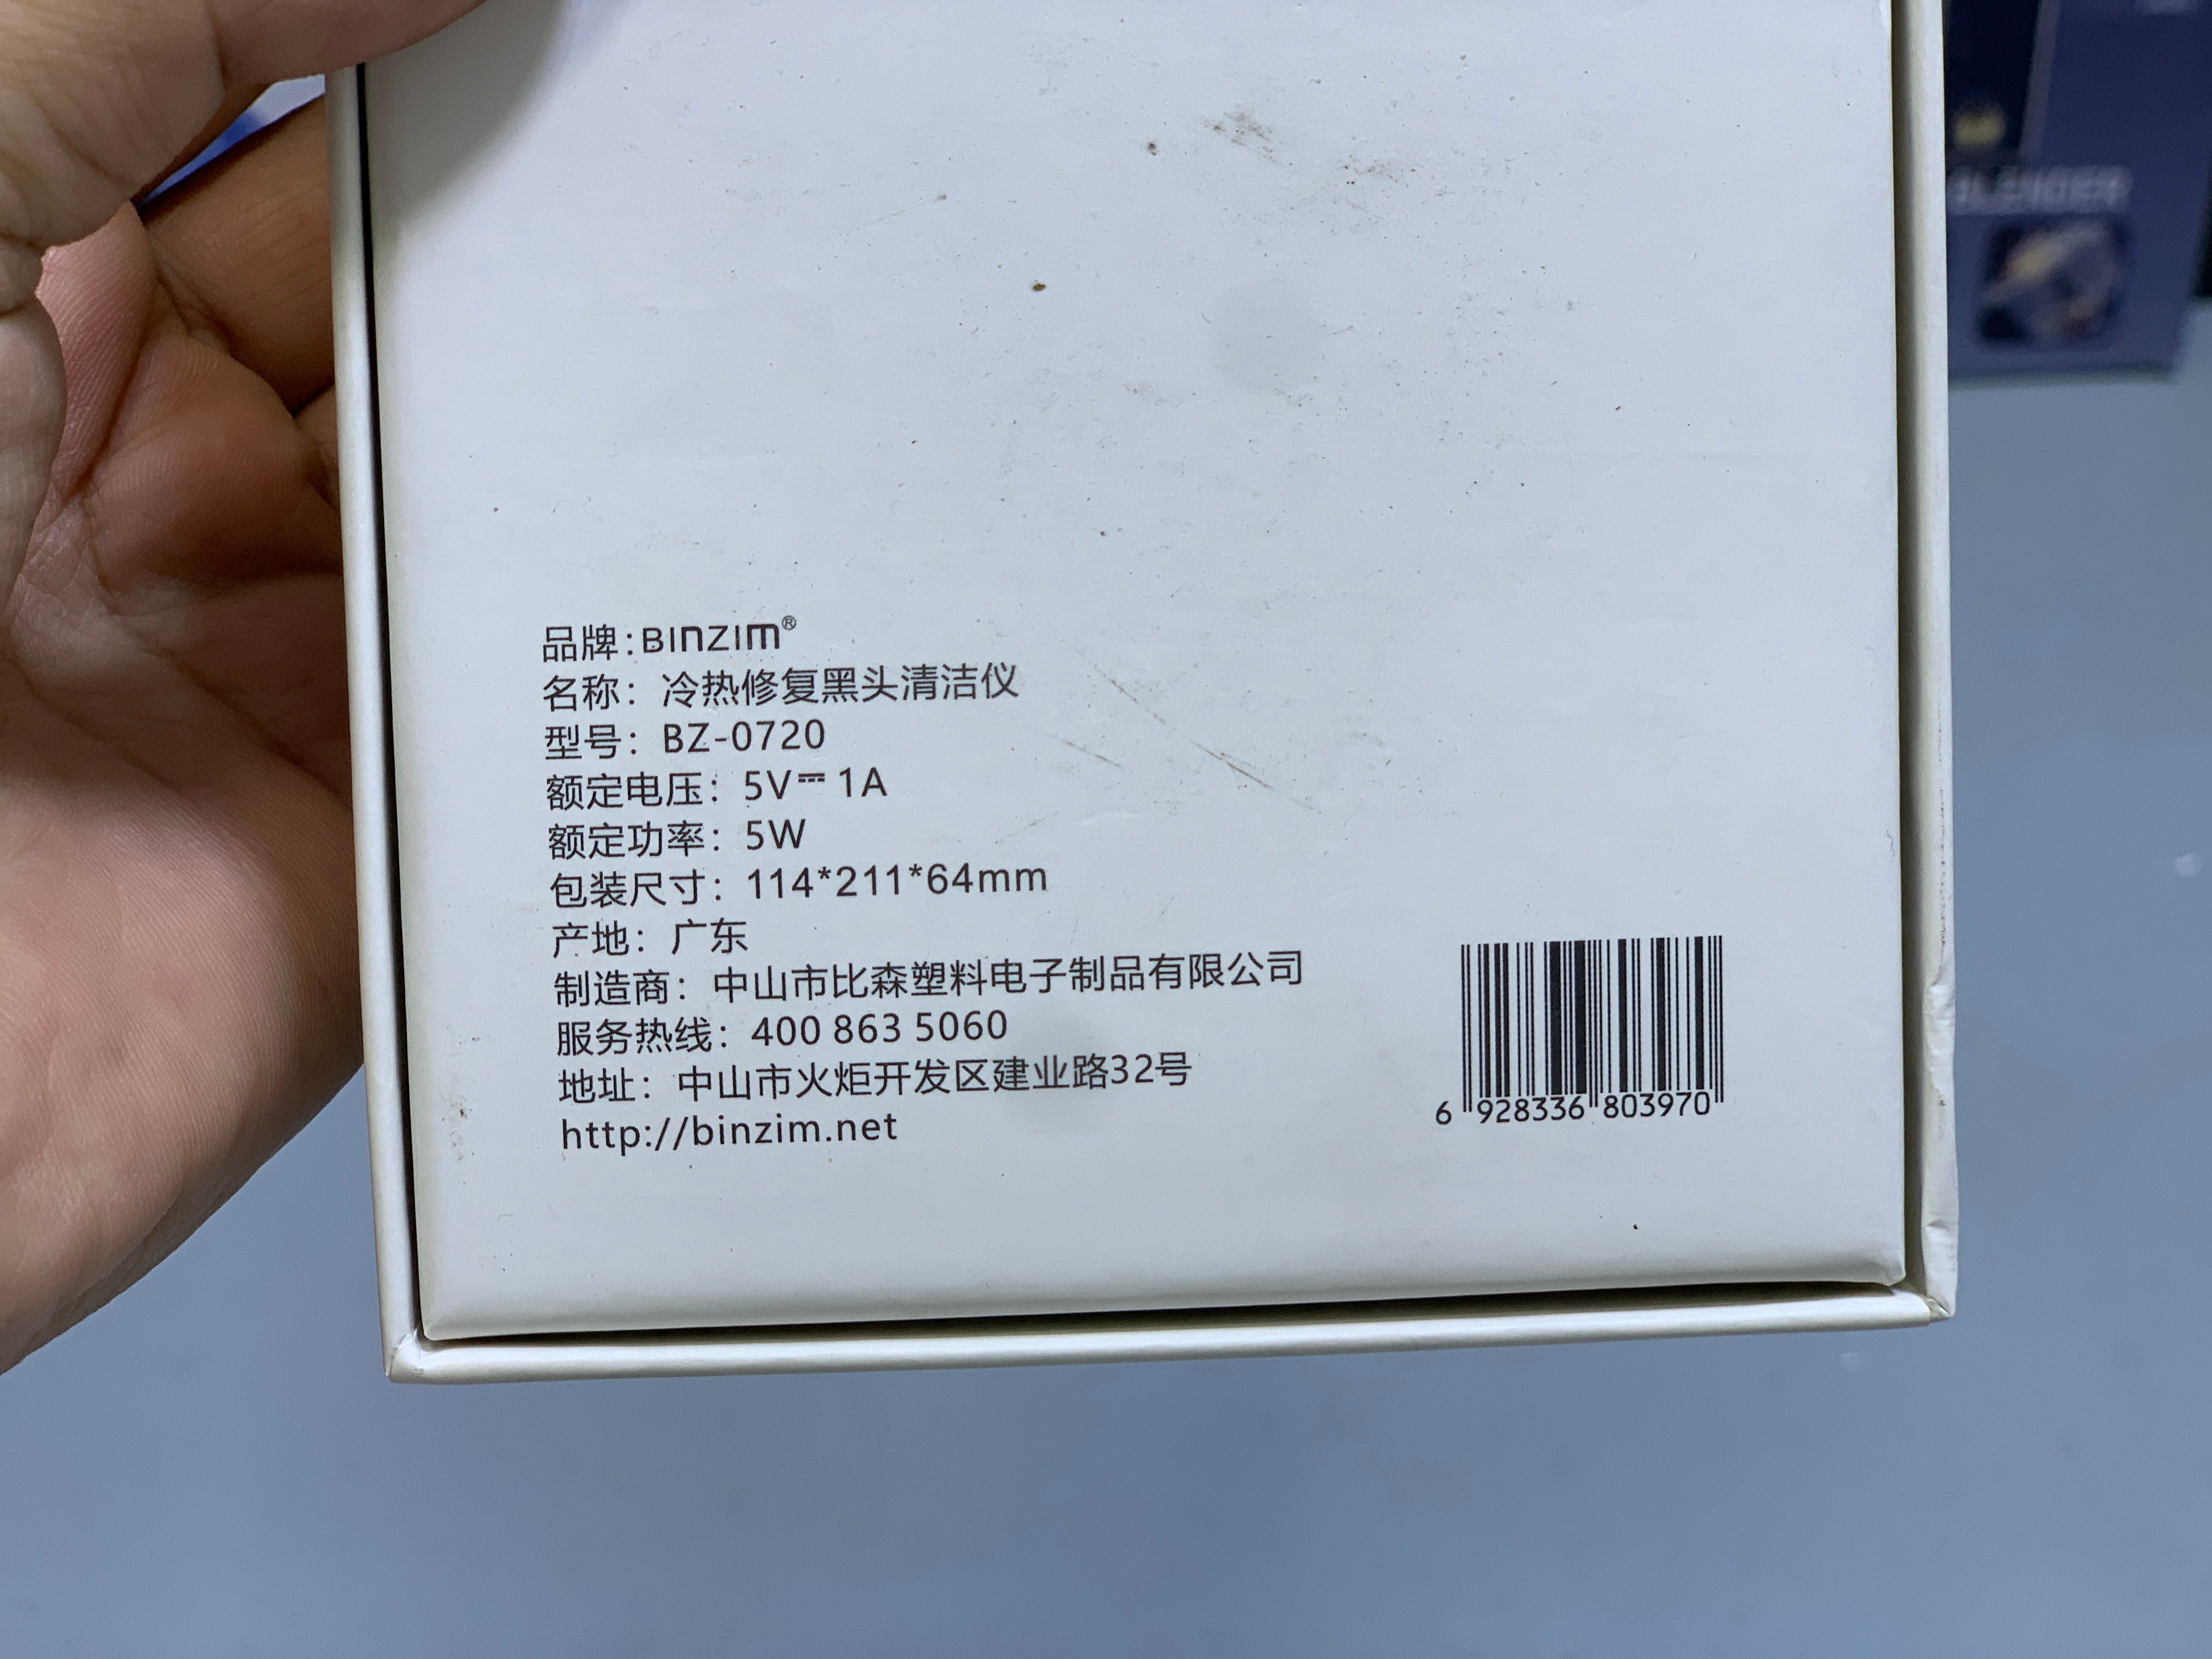 BLENDER
品牌:BINZIM®
名称：冷热修复黑头清洁仪
型号：BZ-0720
额定电压：5V⎓1A
额定功率：5W
包装尺寸：114*211*64mm
产地：广东
制造商：中山市比森塑料电子制品有限公司
服务热线：400 863 5060
地址：中山市火炬开发区建业路32号
http://binzim.net
6 928336 803970